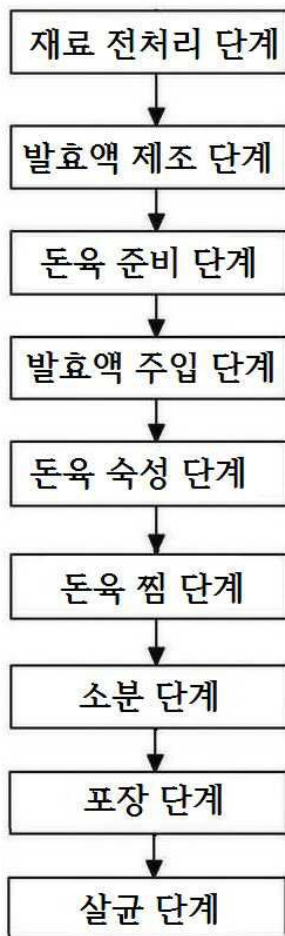 재료 전처리 단계
발효액 제조 단계
돈육 준비 단계
발효액 주입 단계
돈육 숙성 단계
돈육 찜 단계
소분 단계
포장 단계
살균 단계